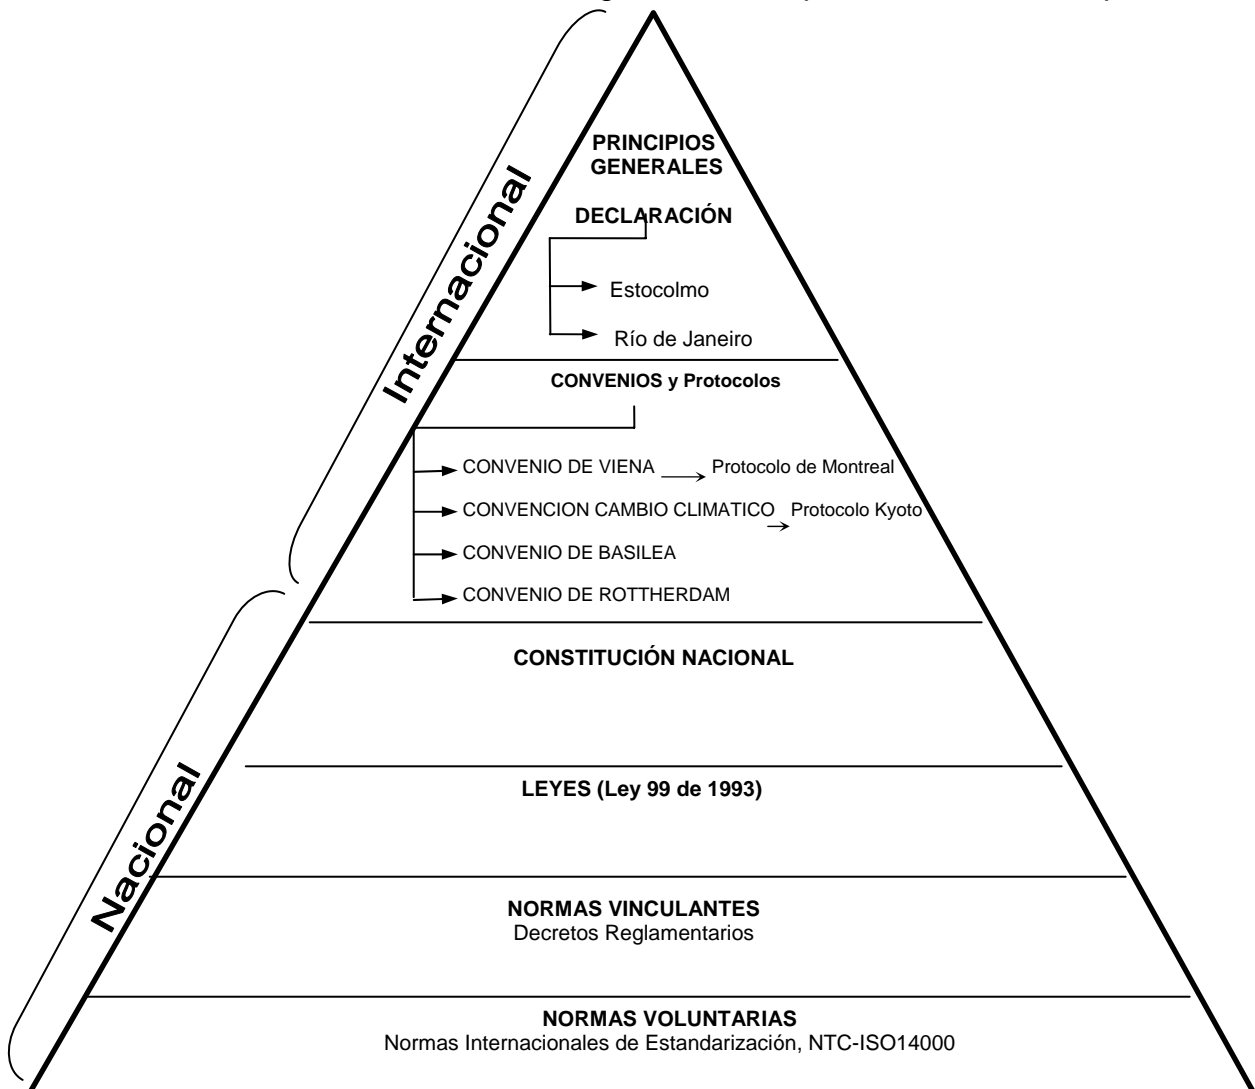 Internacional
PRINCIPIOS
GENERALES
DECLARACIÓN
Estocolmo
Río de Janeiro
CONVENIOS y Protocolos
CONVENIO DE VIENA Protocolo de Montreal
CONVENCION CAMBIO CLIMATICO Protocolo Kyoto
CONVENIO DE BASILEA
CONVENIO DE ROTTHERDAM
Nacional
CONSTITUCIÓN NACIONAL
LEYES (Ley 99 de 1993)
NORMAS VINCULANTES
Decretos Reglamentarios
NORMAS VOLUNTARIAS
Normas Internacionales de Estandarización, NTC-ISO14000